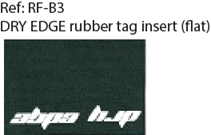 Ref: RF-B3
DRY EDGE rubber tag insert (flat)